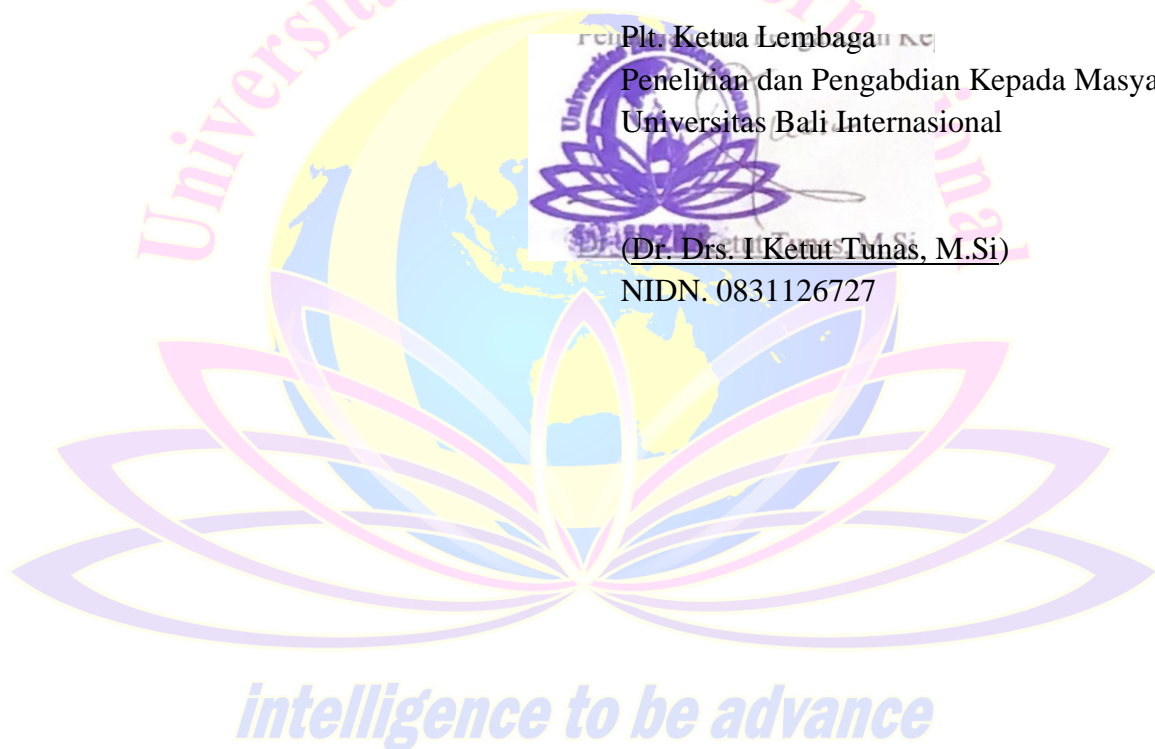 Plt. Ketua Lembaga
Penelitian dan Pengabdian Kepada Masya
Universitas Bali Internasional
(Dr. Drs. I Ketut Tunas, M.Si)
NIDN. 0831126727
intelligence to be advance